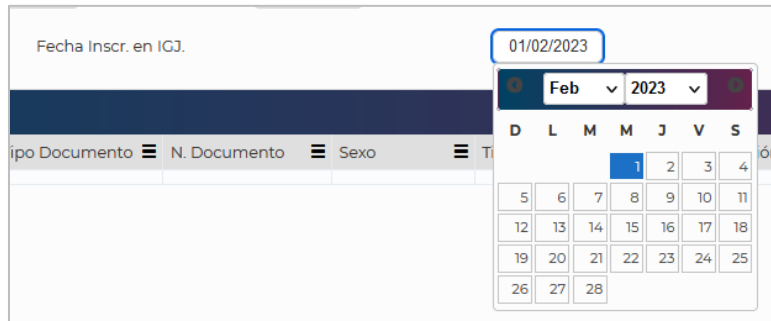 Fecha Inscr. en IGJ.
01/02/2023
Feb 2023
D L M M J V S
ipo Documento N. Documento Sexo
1 2 3 4
5 6 7 8 9 10 11
12 13 14 15 16 17 18
19 20 21 22 23 24 25
26 27 28